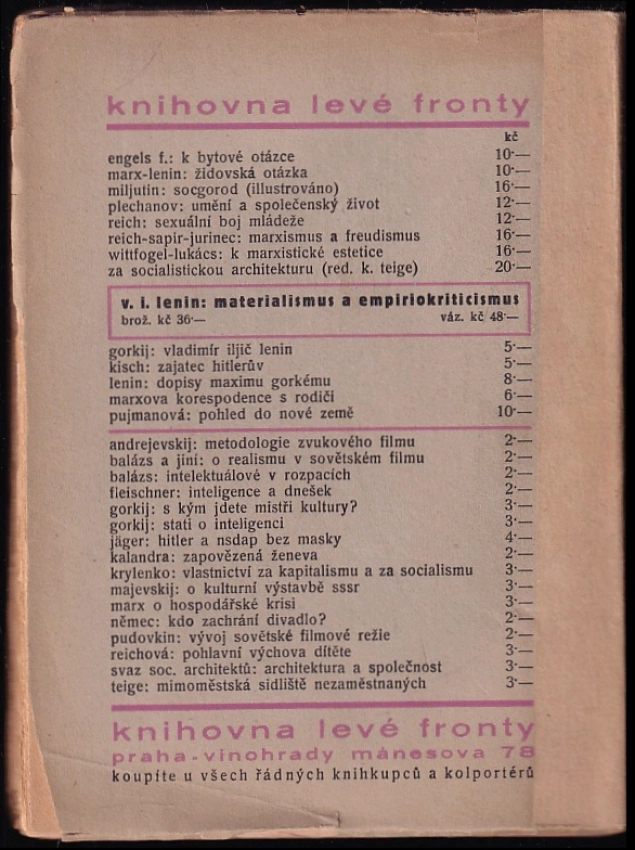 knihovna levé fronty
kč
engels f.: k bytové otázce 10·—
marx-lenin: židovská otázka 10·—
miljutin: socgorod (illustrováno) 16·—
plechanov: umění a společenský život 12·—
reich: sexuální boj mládeže 12·—
reich-sapir-jurinec: marxismus a freudismus 16·—
wittfogel-lukács: k marxistické estetice 16·—
za socialistickou architekturu (red. k. teige) 20·—
v. i. lenin: materialismus a empiriokriticismus
brož. kč 36·— váz. kč 48·—
gorkij: vladimír iljič lenin 5·—
kisch: zajatec hitlerův 5·—
lenin: dopisy maximu gorkému 8·—
marxova korespodence s rodiči 6·—
pujmanová: pohled do nové země 10·—
andrejevskij: metodologie zvukového filmu 2·—
balázs a jiní: o realismu v sovětském filmu 2·—
balázs: intelektuálové v rozpacích 2·—
fleischner: inteligence a dnešek 2·—
gorkij: s kým jdete mistři kultury? 3·—
gorkij: stati o inteligenci 3·—
jäger: hitler a nsdap bez masky 4·—
kalandra: zapovězená ženeva 2·—
krylenko: vlastnictví za kapitalismu a za socialismu 3·—
majevskij: o kulturní výstavbě sssr 3·—
marx o hospodářské krisi 3·—
němec: kdo zachrání divadlo? 2·—
pudovkin: vývoj sovětské filmové režie 2·—
reichová: pohlavní výchova dítěte 3·—
svaz soc. architektů: architektura a společnost 3·—
teige: mimoměstská sidliště nezaměstnaných 3·—
knihovna levé fronty
praha-vinohrady mánesova 78
koupíte u všech řádných knihkupců a kolportérů